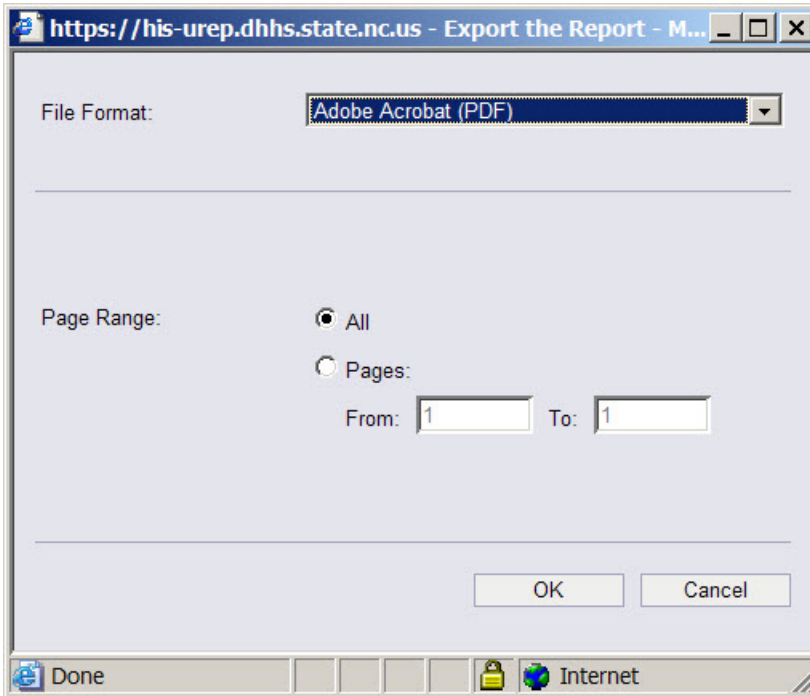 https://his-urep.dhhs.state.nc.us - Export the Report - M...
File Format: Adobe Acrobat (PDF)
Page Range: All
Pages:
From: 1 To: 1
OK Cancel
Done Internet